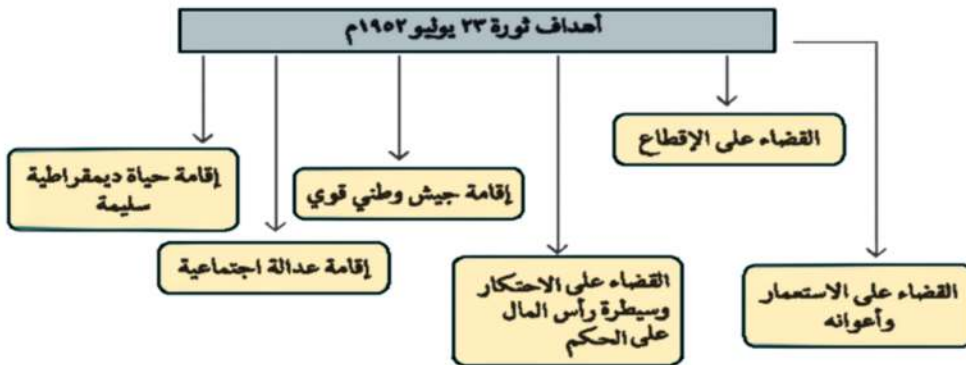 أهداف ثورة ٢٣ يوليو ١٩٥٢م
القضاء على الاستعمار
وأعوانه
القضاء على الإقطاع
القضاء على الاحتكار
وسيطرة رأس المال
على الحكم
إقامة جيش وطني قوي
إقامة عدالة اجتماعية
إقامة حياة ديمقراطية
سليمة